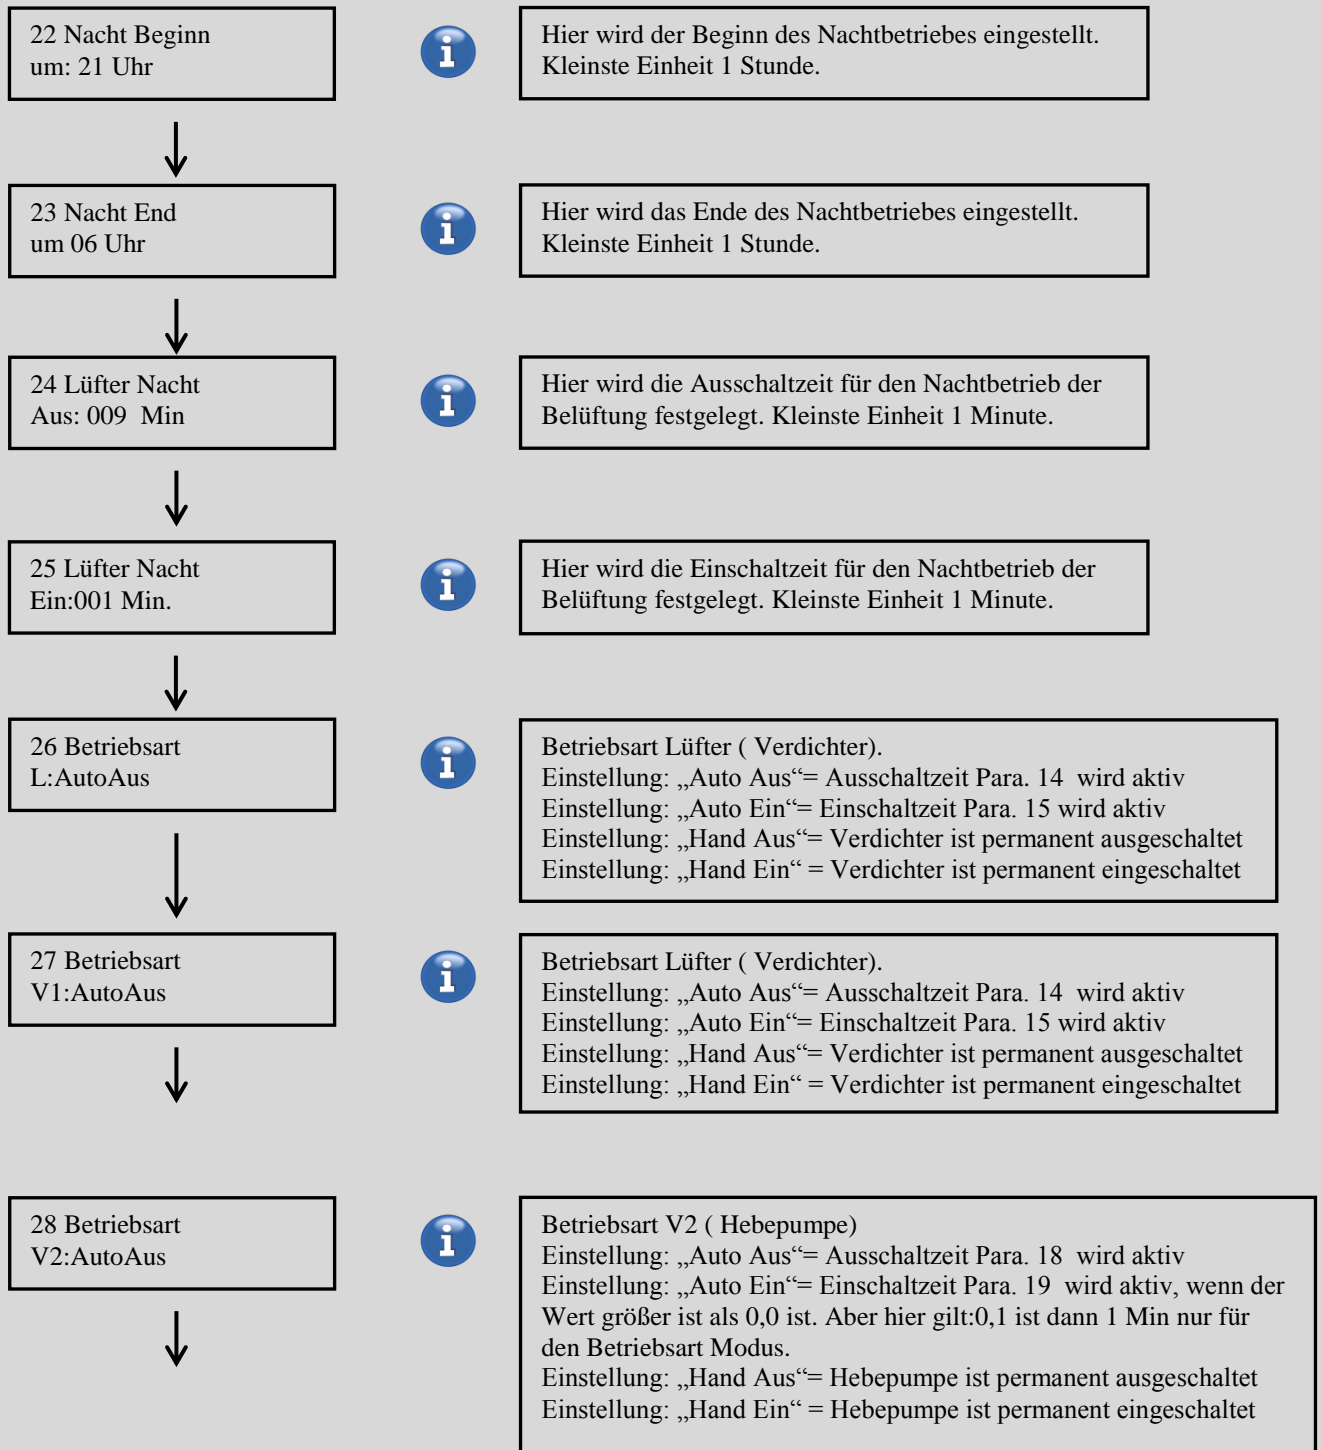 22 Nacht Beginn
um: 21 Uhr
Hier wird der Beginn des Nachtbetriebes eingestellt.
Kleinste Einheit 1 Stunde.
23 Nacht End
um 06 Uhr
Hier wird das Ende des Nachtbetriebes eingestellt.
Kleinste Einheit 1 Stunde.
24 Lüfter Nacht
Aus: 009  Min
Hier wird die Ausschaltzeit für den Nachtbetrieb der
Belüftung festgelegt. Kleinste Einheit 1 Minute.
25 Lüfter Nacht
Ein:001 Min.
Hier wird die Einschaltzeit für den Nachtbetrieb der
Belüftung festgelegt. Kleinste Einheit 1 Minute.
26 Betriebsart
L:AutoAus
Betriebsart Lüfter ( Verdichter).
Einstellung: „Auto Aus“= Ausschaltzeit Para. 14  wird aktiv
Einstellung: „Auto Ein“= Einschaltzeit Para. 15 wird aktiv
Einstellung: „Hand Aus“= Verdichter ist permanent ausgeschaltet
Einstellung: „Hand Ein“ = Verdichter ist permanent eingeschaltet
27 Betriebsart
V1:AutoAus
Betriebsart Lüfter ( Verdichter).
Einstellung: „Auto Aus“= Ausschaltzeit Para. 14  wird aktiv
Einstellung: „Auto Ein“= Einschaltzeit Para. 15 wird aktiv
Einstellung: „Hand Aus“= Verdichter ist permanent ausgeschaltet
Einstellung: „Hand Ein“ = Verdichter ist permanent eingeschaltet
28 Betriebsart
V2:AutoAus
Betriebsart V2 ( Hebepumpe)
Einstellung: „Auto Aus“= Ausschaltzeit Para. 18  wird aktiv
Einstellung: „Auto Ein“= Einschaltzeit Para. 19  wird aktiv, wenn der
Wert größer ist als 0,0 ist. Aber hier gilt:0,1 ist dann 1 Min nur für
den Betriebsart Modus.
Einstellung: „Hand Aus“= Hebepumpe ist permanent ausgeschaltet
Einstellung: „Hand Ein“ = Hebepumpe ist permanent eingeschaltet